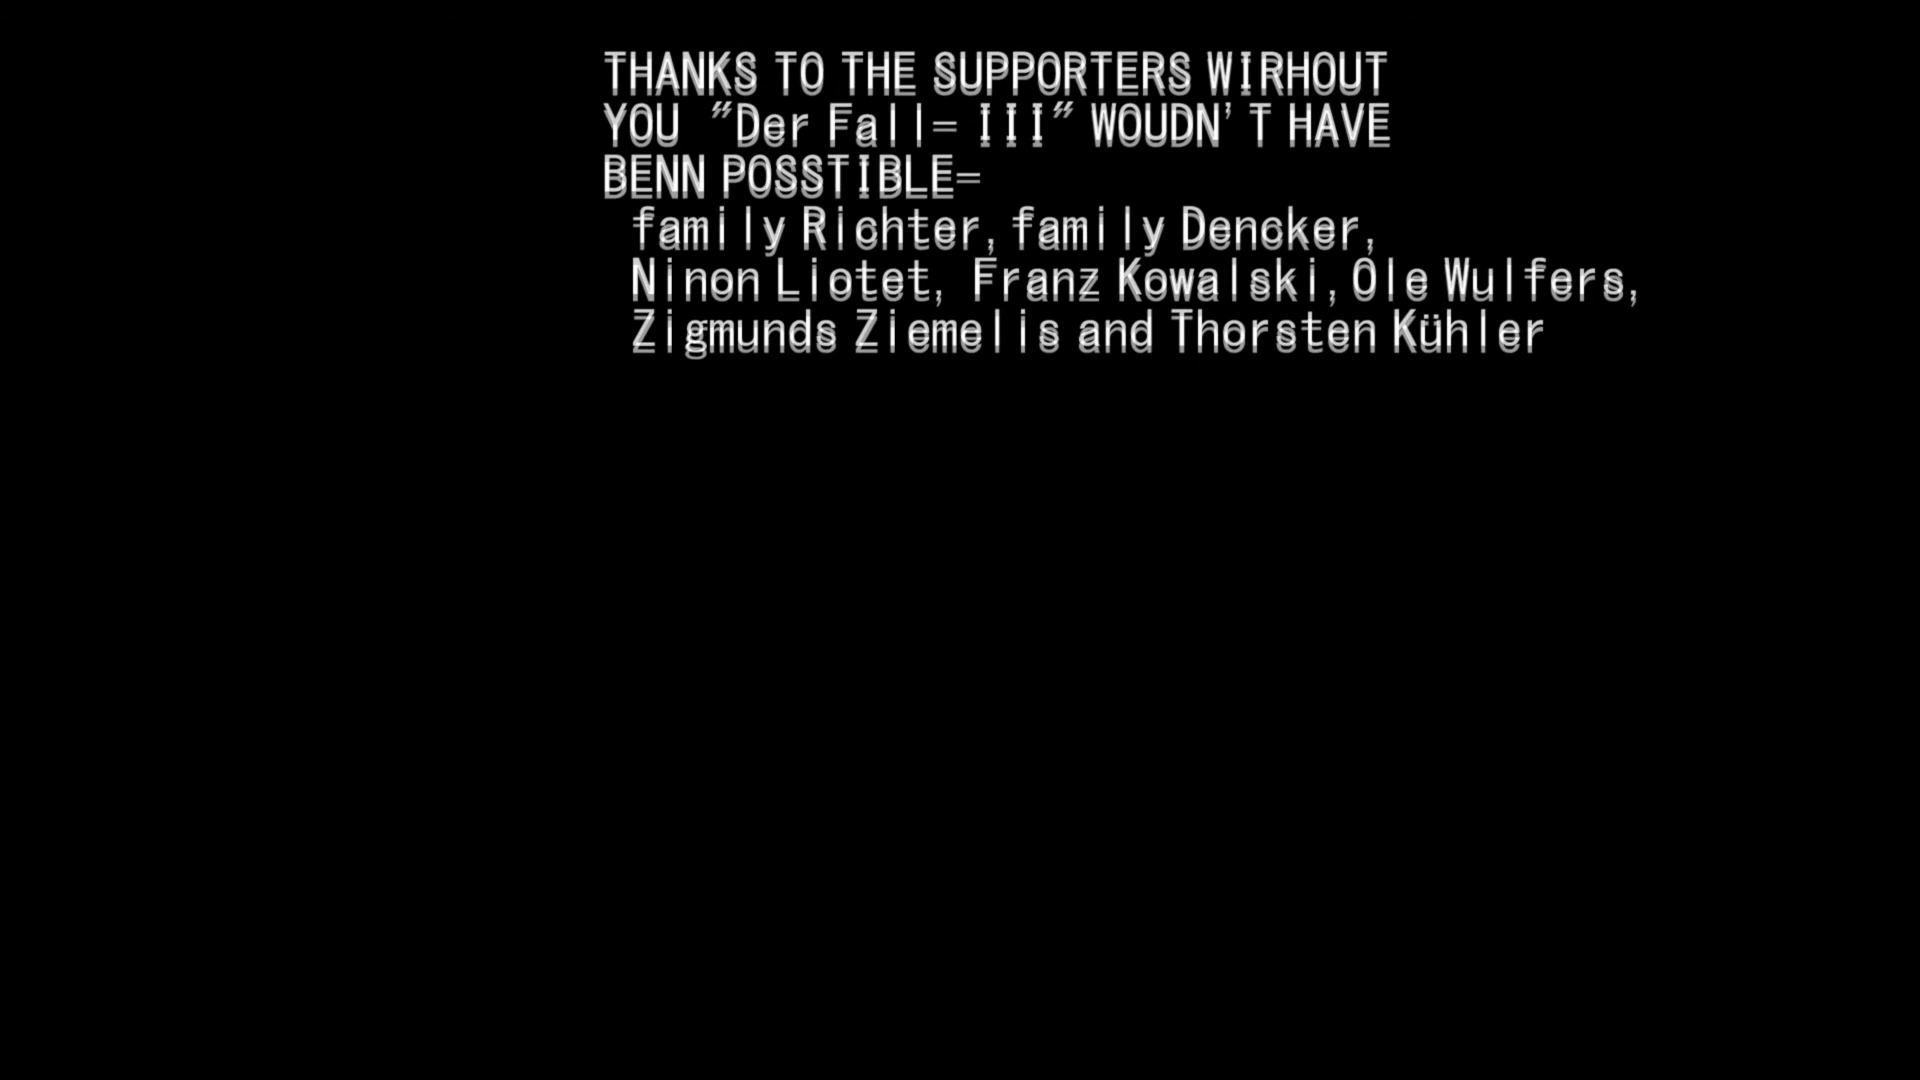 THANKS TO THE SUPPORTERS WIRHOUT
YOU "Der Fall= III" WOUDN'T HAVE
BENN POSSTIBLE=
family Richter, family Dencker,
Ninon Liotet, Franz Kowalski, Ole Wulfers,
Zigmunds Ziemelis and Thorsten Kühler